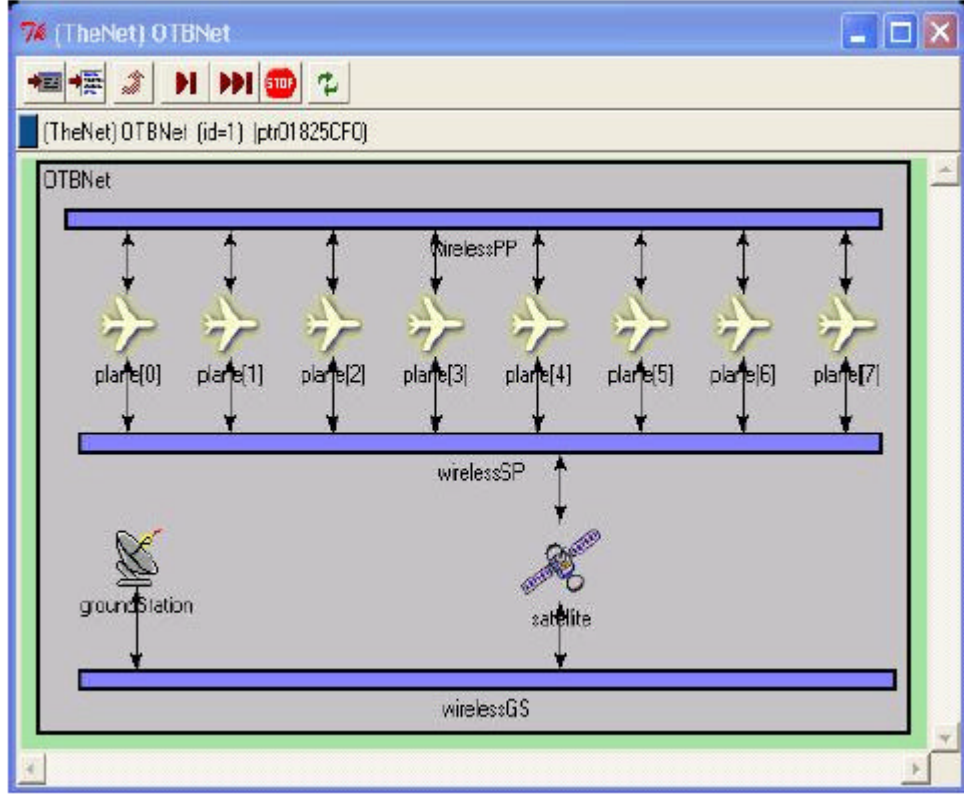 (TheNet) OTBNet
STOP
(TheNet) OTBNet (id=1) (ptr01825CF0)
OTBNet
wirelessPP
plane[0] plane[1] plane[2] plane[3] plane[4] plane[5] plane[6] plane[7]
wirelessSP
groundStation
satellite
wirelessGS